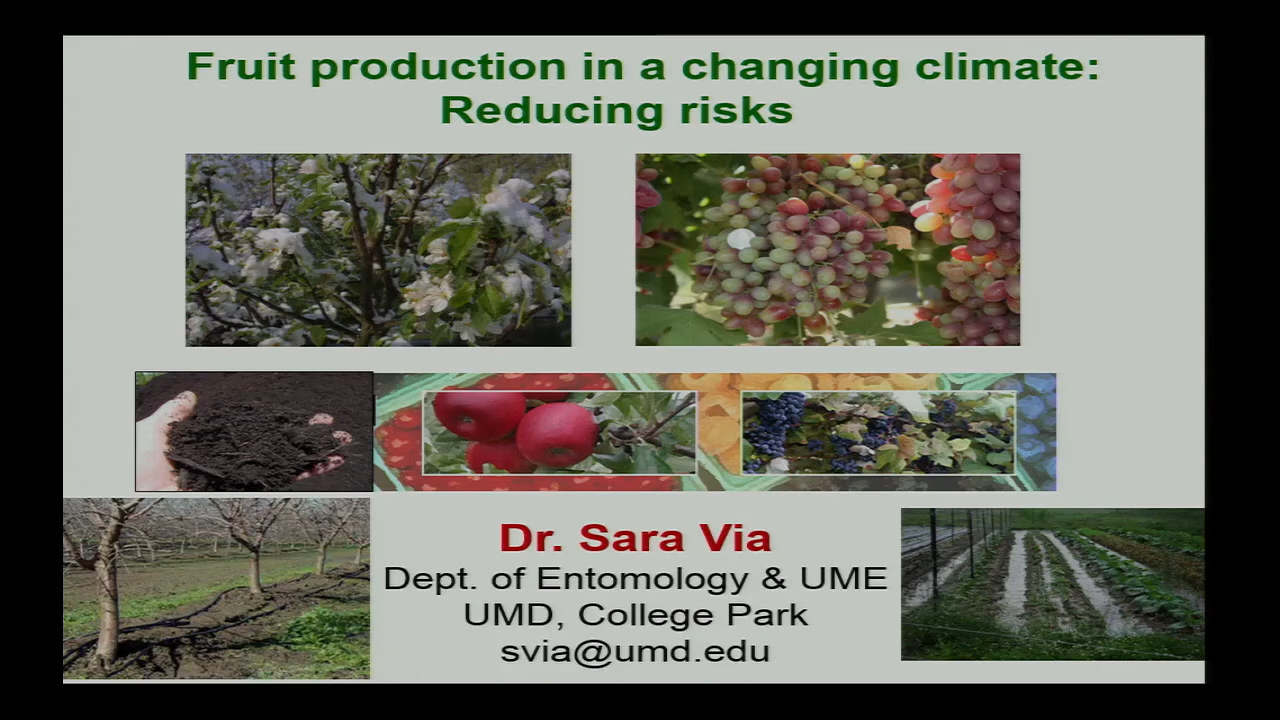 Fruit production in a changing climate:
Reducing risks
Dr. Sara Via
Dept. of Entomology & UME
UMD, College Park
svia@umd.edu